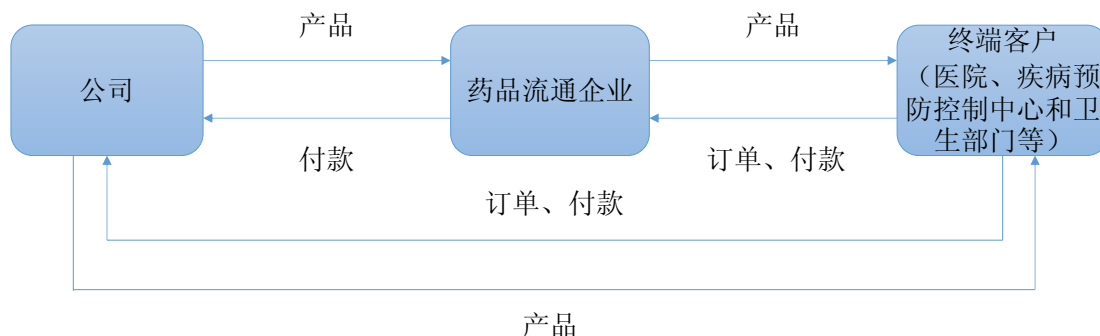 产品
产品
公司
药品流通企业
终端客户
（医院、疾病预
防控制中心和卫
生部门等）
付款
订单、付款
订单、付款
产品